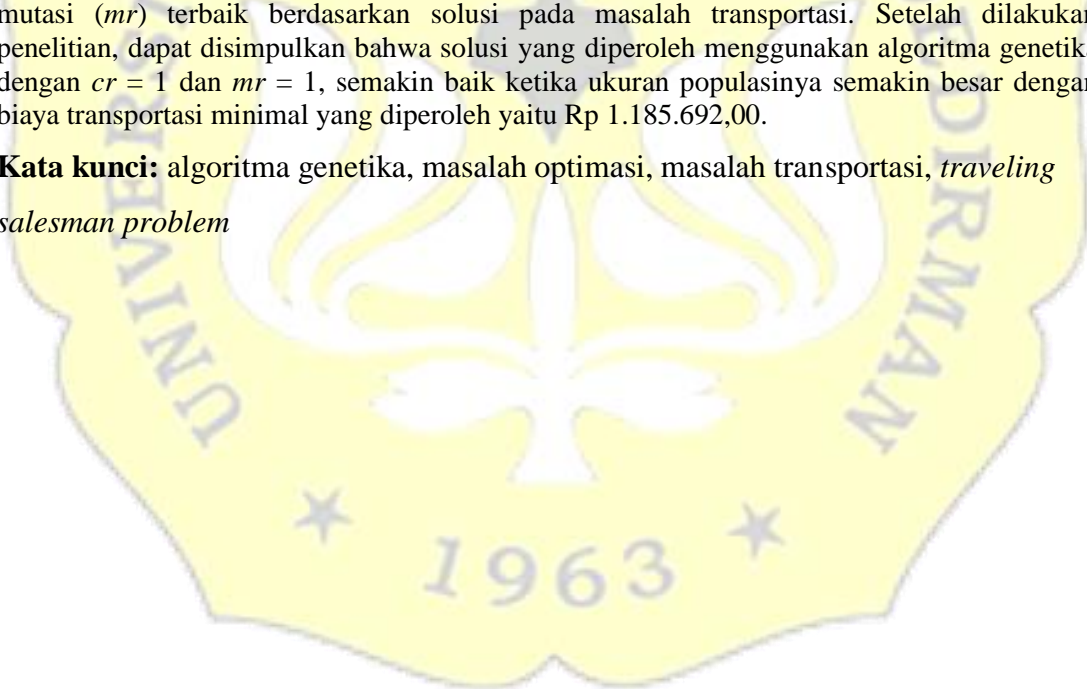 mutasi (mr) terbaik berdasarkan solusi pada masalah transportasi. Setelah dilakukan
penelitian, dapat disimpulkan bahwa solusi yang diperoleh menggunakan algoritma genetika
dengan cr = 1 dan mr = 1, semakin baik ketika ukuran populasinya semakin besar dengan
biaya transportasi minimal yang diperoleh yaitu Rp 1.185.692,00.
Kata kunci: algoritma genetika, masalah optimasi, masalah transportasi, traveling
salesman problem
UNIVERSI
EDIRMAN
1963